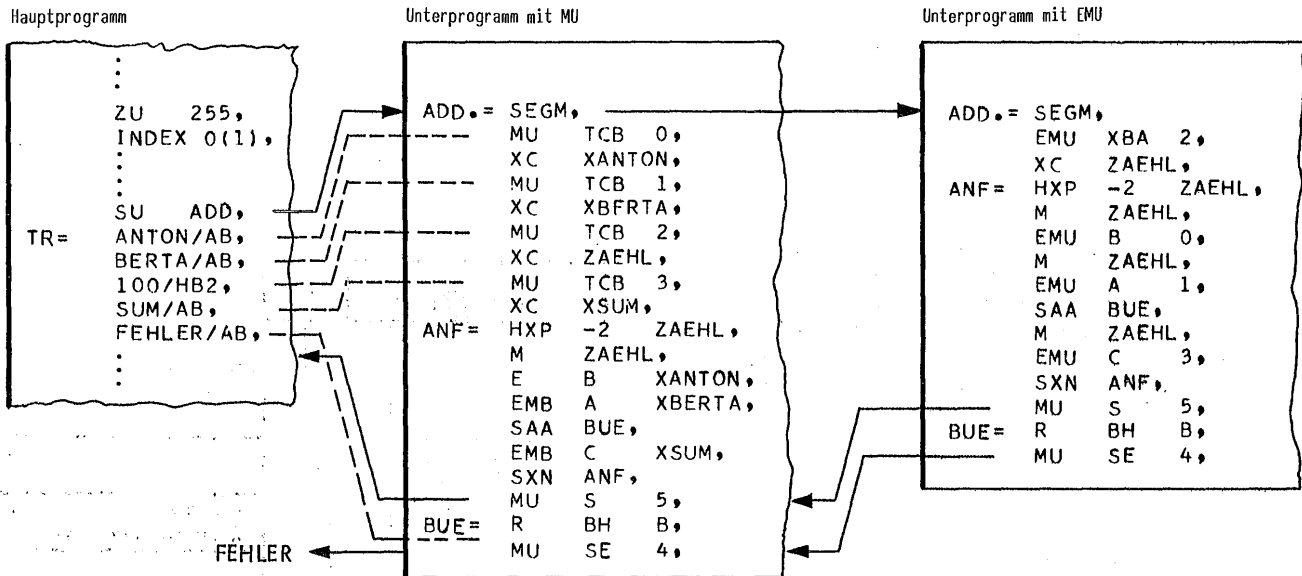 Hauptprogramm
ZU 255,
INDEX 0(1),
SU ADD,
TR= ANTON/AB,
BERTA/AB,
100/HB2,
SUM/AB,
FEHLER/AB,
FEHLER
Unterprogramm mit MU
ADD.= SEGM,
MU TCB 0,
XC XANTON,
MU TCB 1,
XC XBERTA,
MU TCB 2,
XC ZAEHL,
MU TCB 3,
XC XSUM,
ANF= HXP -2 ZAEHL,
M ZAEHL,
E B XANTON,
EMB A XBERTA,
SAA BUE,
EMB C XSUM,
SXN ANF,
MU S 5,
BUE= R BH B,
MU SE 4,
Unterprogramm mit EMU
ADD.= SEGM,
EMU XBA 2,
XC ZAEHL,
ANF= HXP -2 ZAEHL,
M ZAEHL,
EMU B 0,
M ZAEHL,
EMU A 1,
SAA BUE,
M ZAEHL,
EMU C 3,
SXN ANF,
MU S 5,
BUE= R BH B,
MU SE 4,